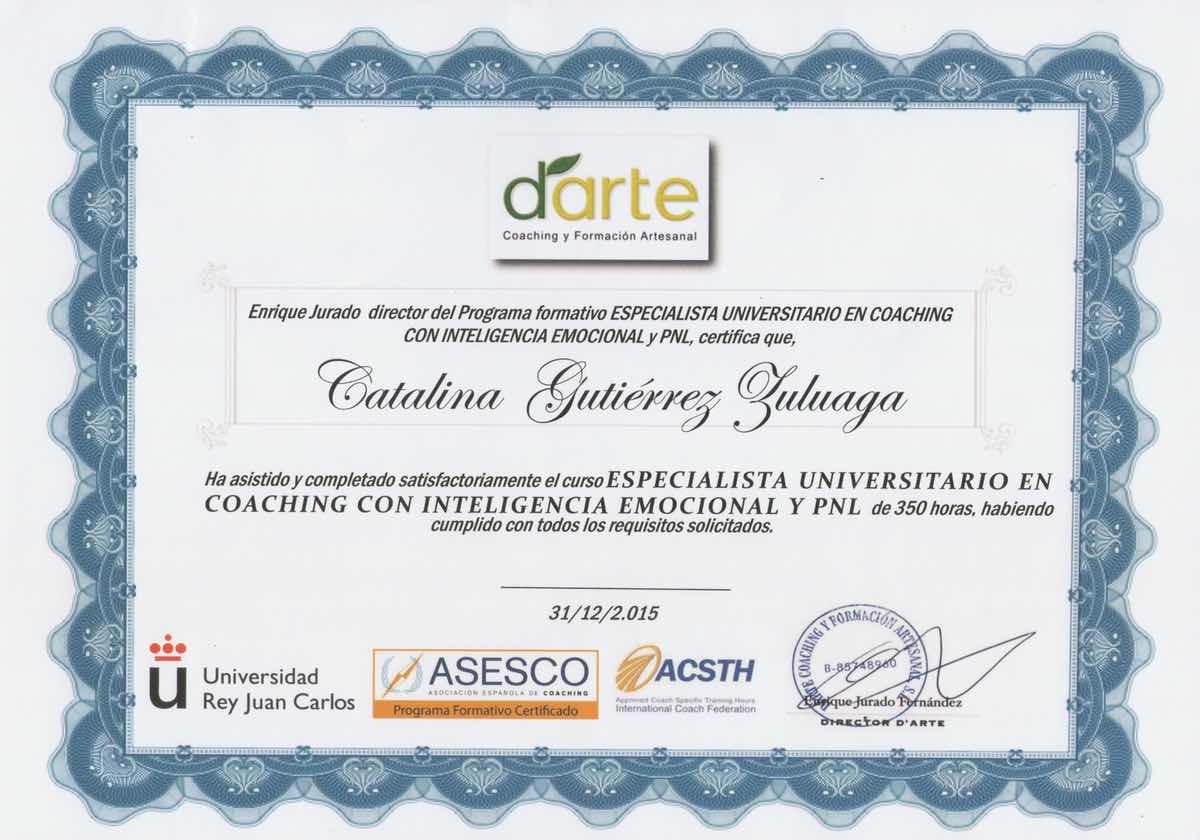 d'arte
Coaching y Formación Artesanal
Enrique Jurado director del Programa formativo ESPECIALISTA UNIVERSITARIO EN COACHING
CON INTELIGENCIA EMOCIONAL y PNL, certifica que,
Catalina Gutiérrez Zuluaga
Ha asistido y completado satisfactoriamente el curso ESPECIALISTA UNIVERSITARIO EN
COACHING CON INTELIGENCIA EMOCIONAL Y PNL de 350 horas, habiendo
cumplido con todos los requisitos solicitados.
31/12/2.015
Universidad
Rey Juan Carlos
ASESCO
ASOCIACIÓN ESPAÑOLA DE COACHING
Programa Formativo Certificado
ACSTH
Approved Coach Specific Training Hours
International Coach Federation
COACHING Y FORMACIÓN ARTESANAL, S.L.
B-85748960
Enrique Jurado Fernández
DIRECTOR D'ARTE